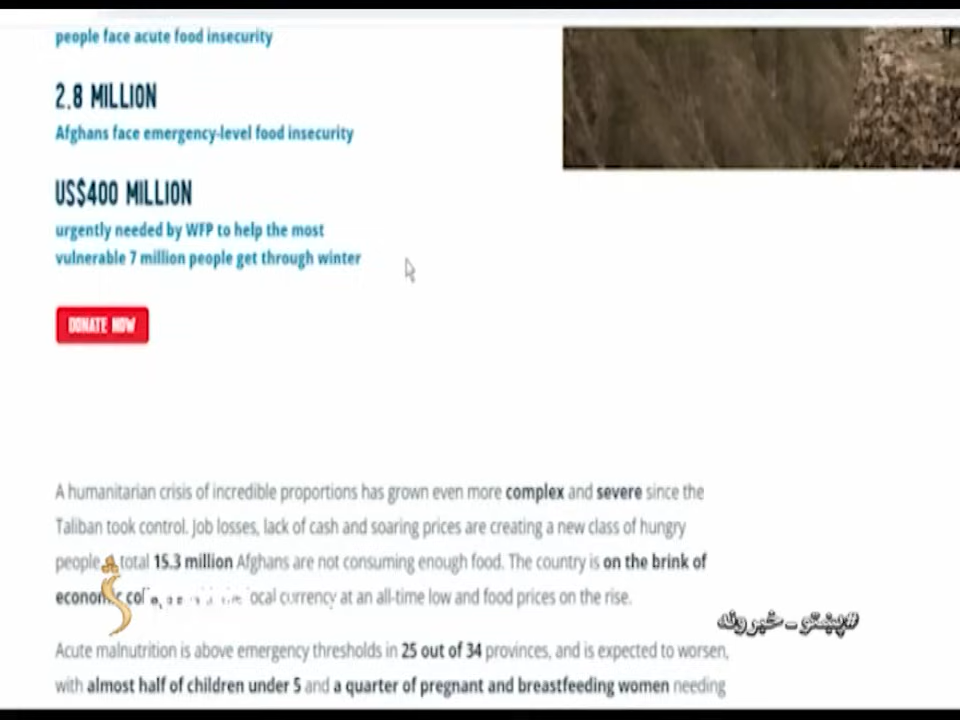 people face acute food insecurity
2.8 MILLION
Afghans face emergency-level food insecurity
US$400 MILLION
urgently needed by WFP to help the most
vulnerable 7 million people get through winter
DONATE NOW
A humanitarian crisis of incredible proportions has grown even more complex and severe since the
Taliban took control. Job losses, lack of cash and soaring prices are creating a new class of hungry
people. total 15.3 million Afghans are not consuming enough food. The country is on the brink of
local currency at an all-time low and food prices on the rise.
#پښتو_خبرونه
Acute malnutrition is above emergency thresholds in 25 out of 34 provinces, and is expected to worsen,
with almost half of children under 5 and a quarter of pregnant and breastfeeding women needing